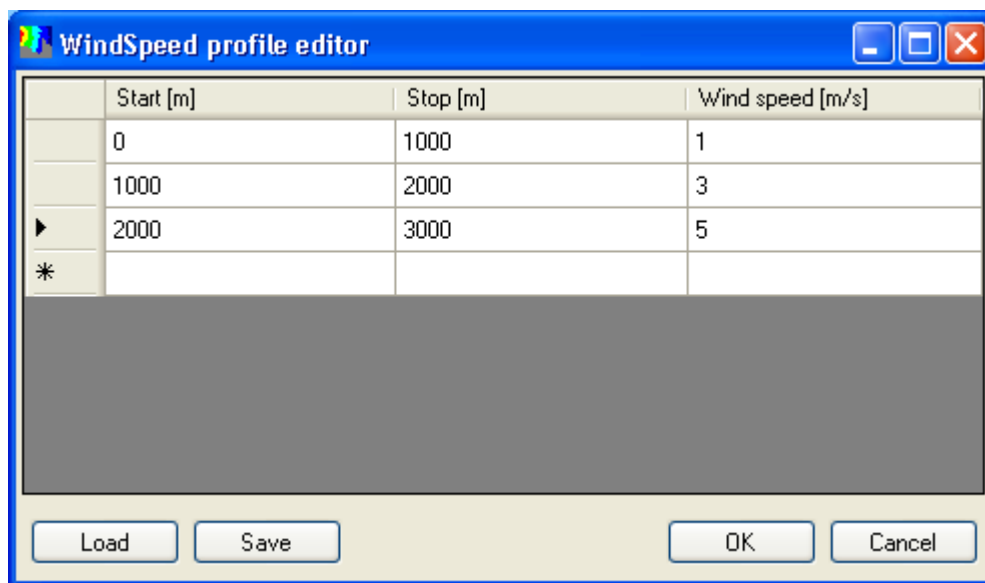 WindSpeed profile editor
Start [m] Stop [m] Wind speed [m/s]
0 1000 1
1000 2000 3
2000 3000 5
Load Save OK Cancel